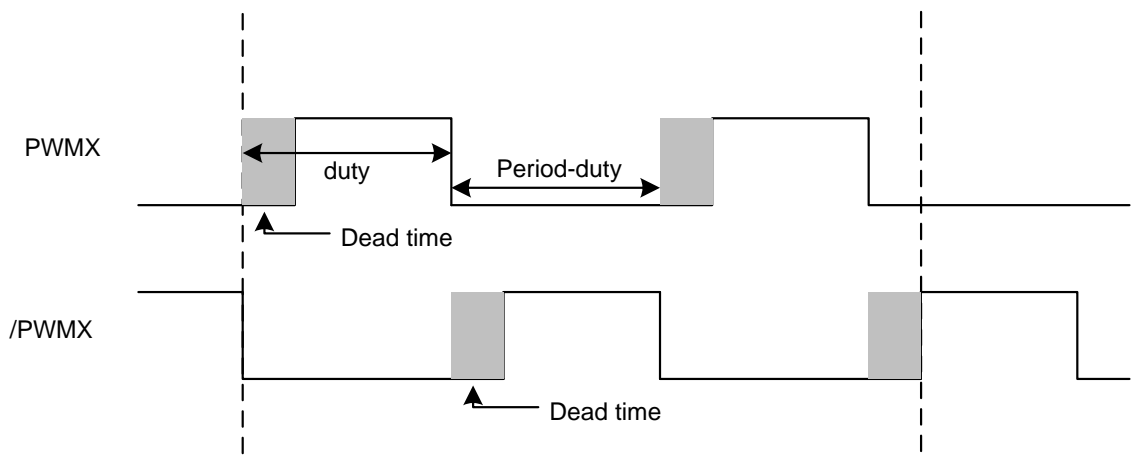 PWMX
duty
Period-duty
Dead time
/PWMX
Dead time